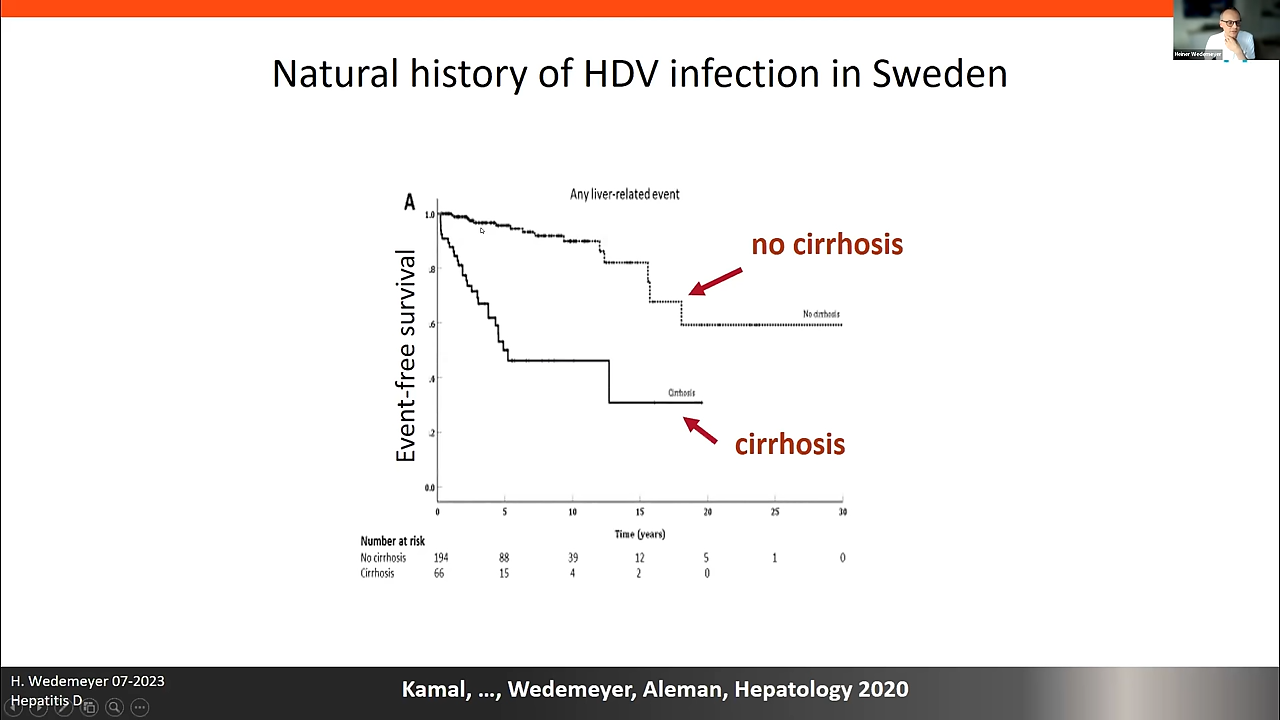 Heiner Wedemeyer
Natural history of HDV infection in Sweden
A
Any liver-related event
Event-free survival
1.0
.8
.6
.4
.2
0.0
no cirrhosis
No cirrhosis
Cirrhosis
cirrhosis
0 5 10 15 20 25 30
Time (years)
Number at risk
No cirrhosis 194 88 39 12 5 1 0
Cirrhosis 66 15 4 2 0
H. Wedemeyer 07-2023
Hepatitis D
Kamal, ..., Wedemeyer, Aleman, Hepatology 2020